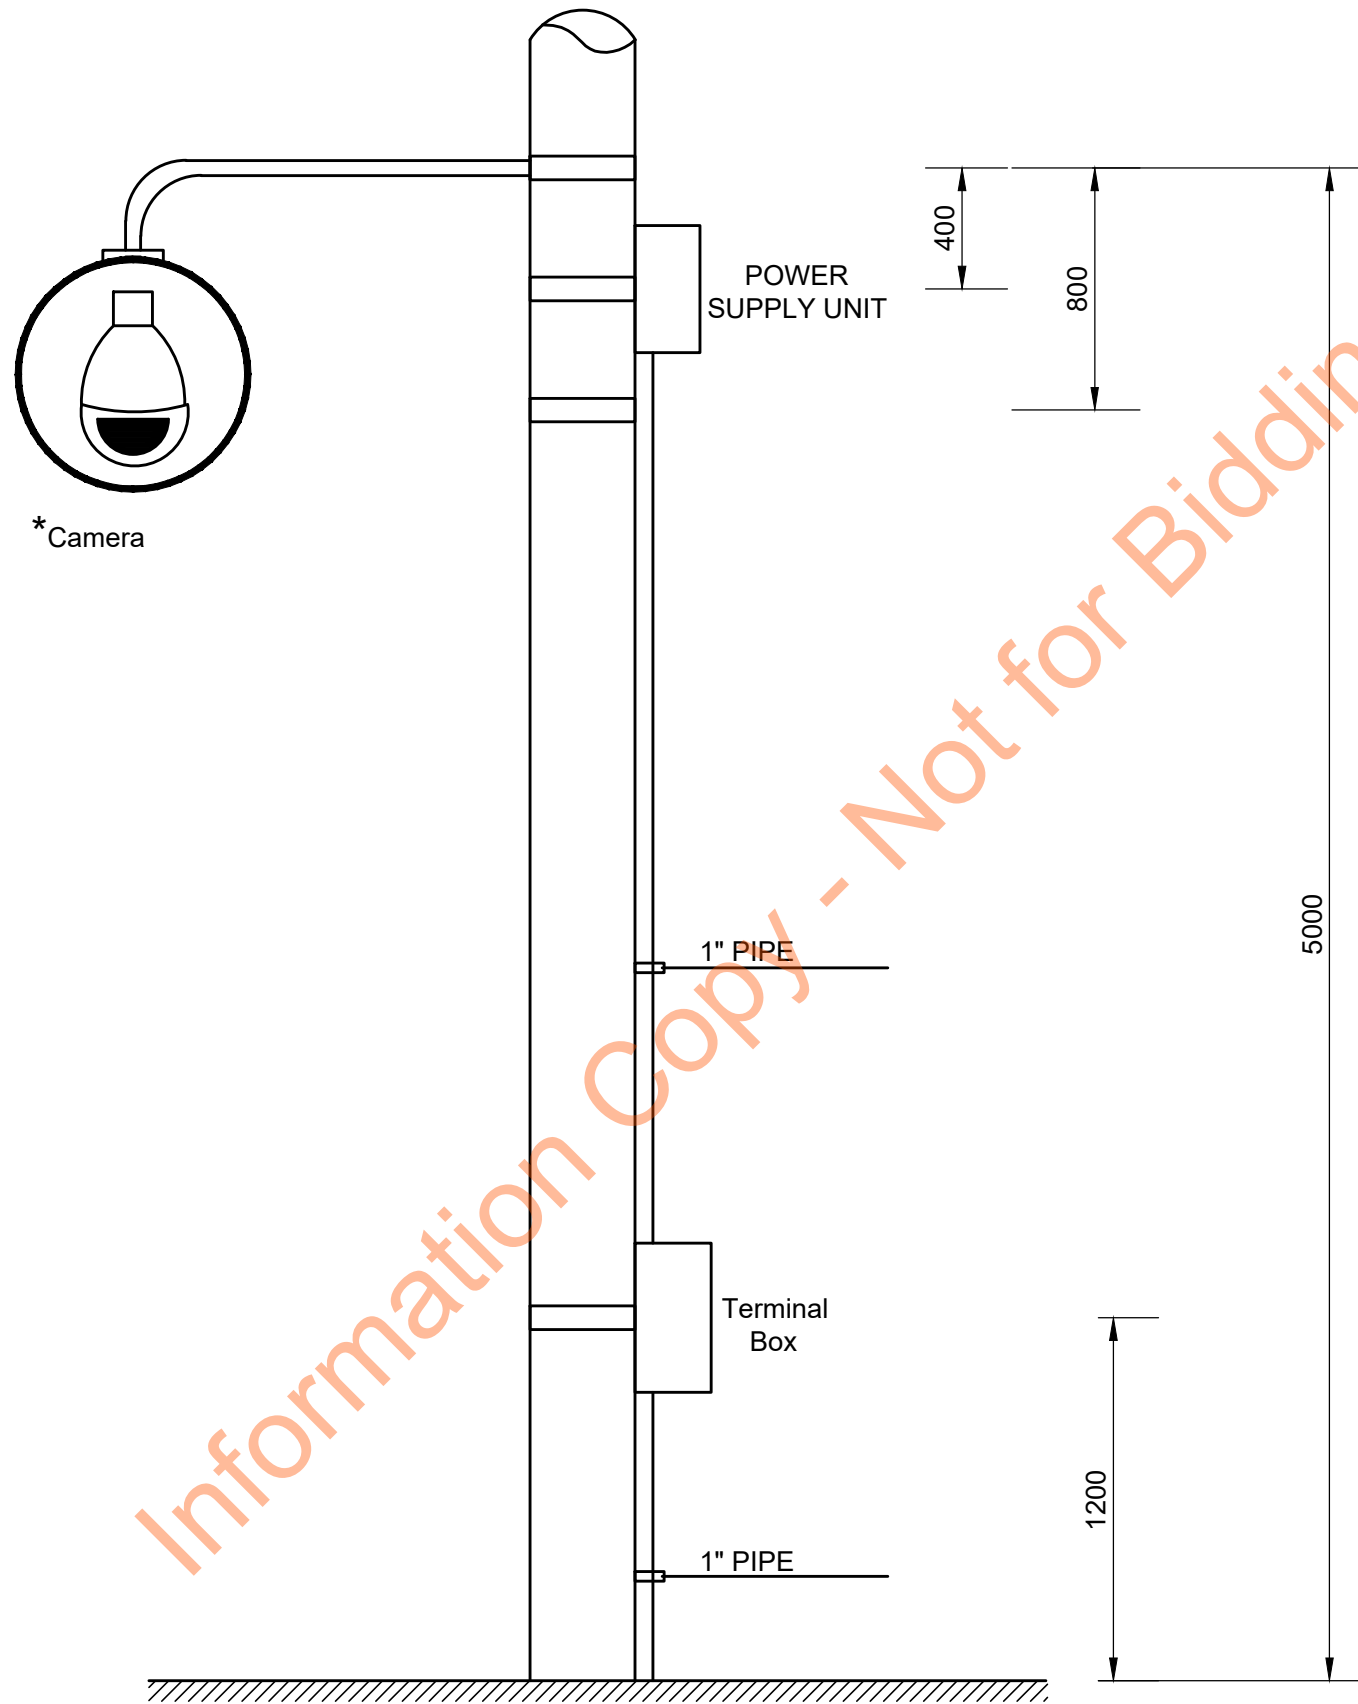 400
POWER
SUPPLY UNIT
800
*Camera
5000
1" PIPE
Terminal
Box
1200
1" PIPE
Information Copy - Not for Biddin